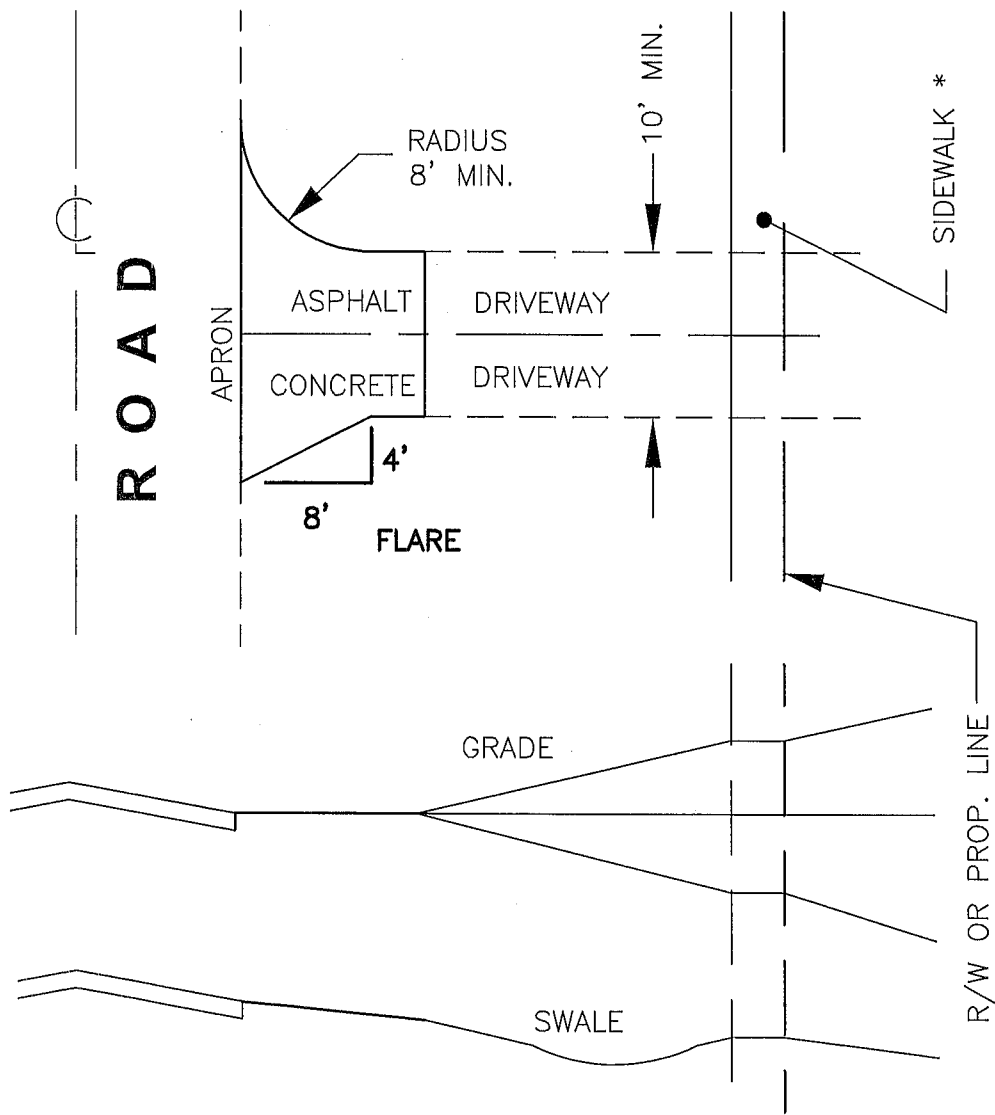 ℄
ROAD
APRON
RADIUS
8' MIN.
10' MIN.
SIDEWALK *
ASPHALT
DRIVEWAY
CONCRETE
DRIVEWAY
4'
8'
FLARE
GRADE
R/W OR PROP. LINE
SWALE